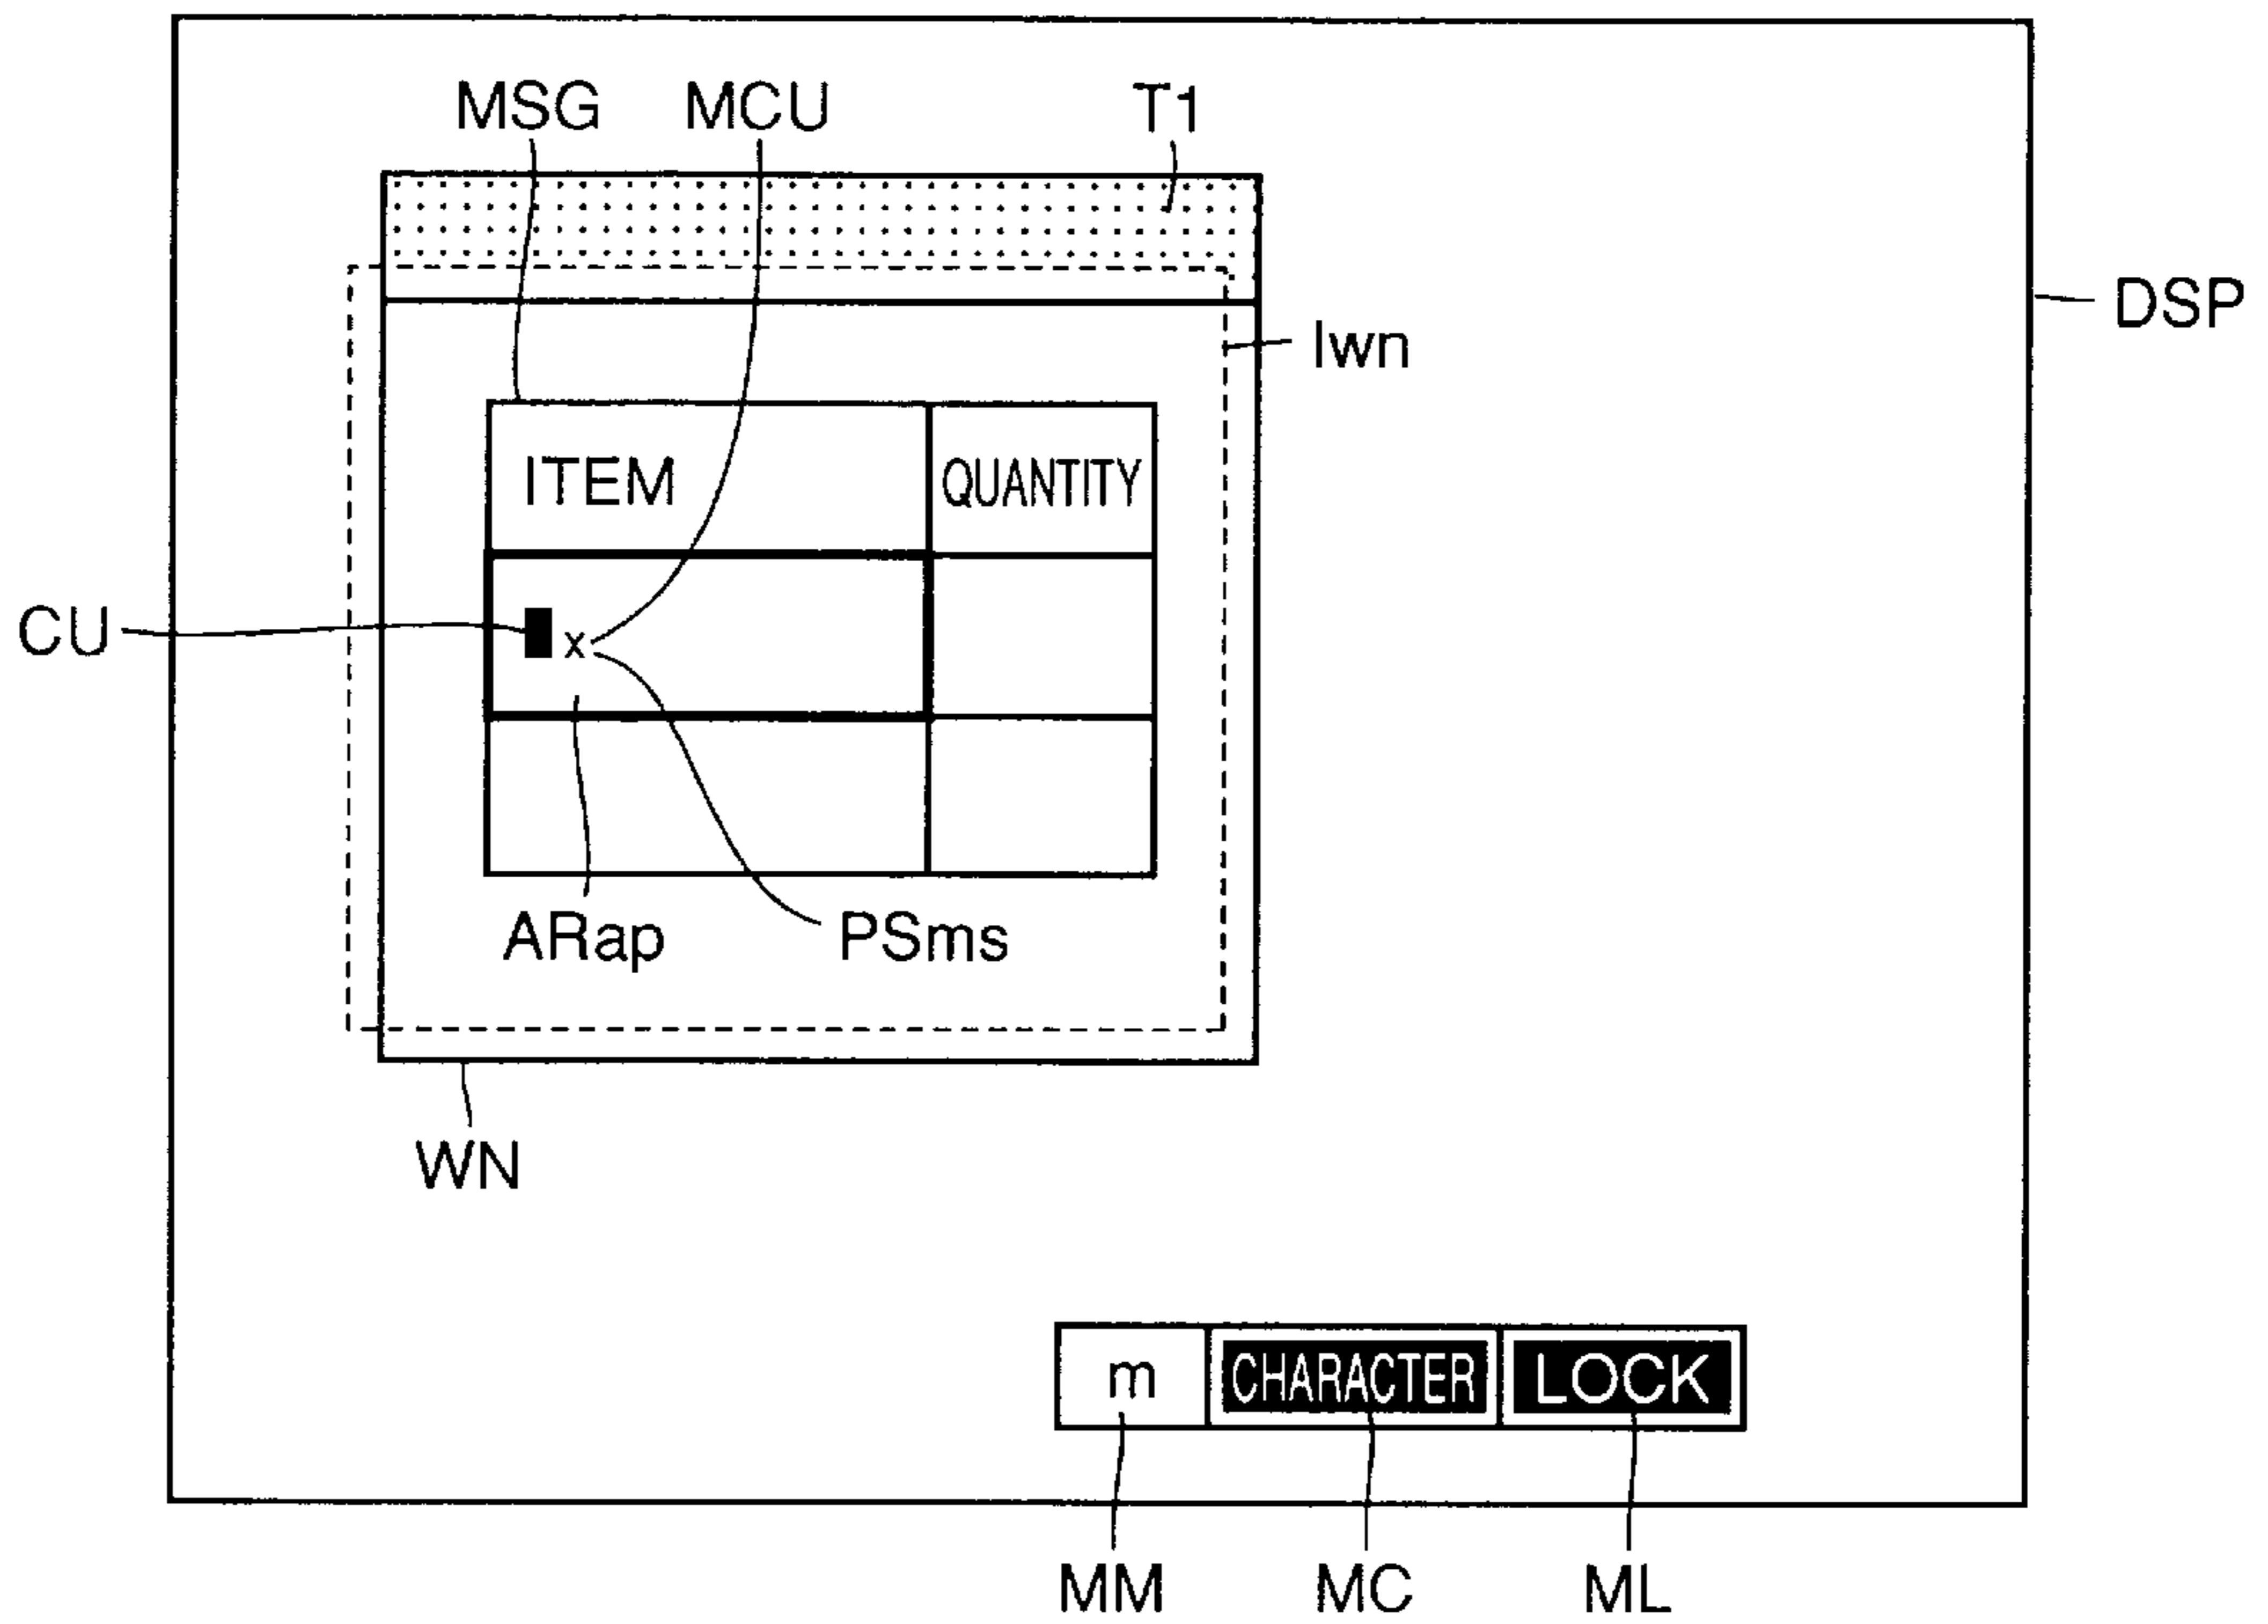 MSG MCU T1
DSP
Iwn
ITEM QUANTITY
CU x
ARap PSms
WN
m CHARACTER LOCK
MM MC ML